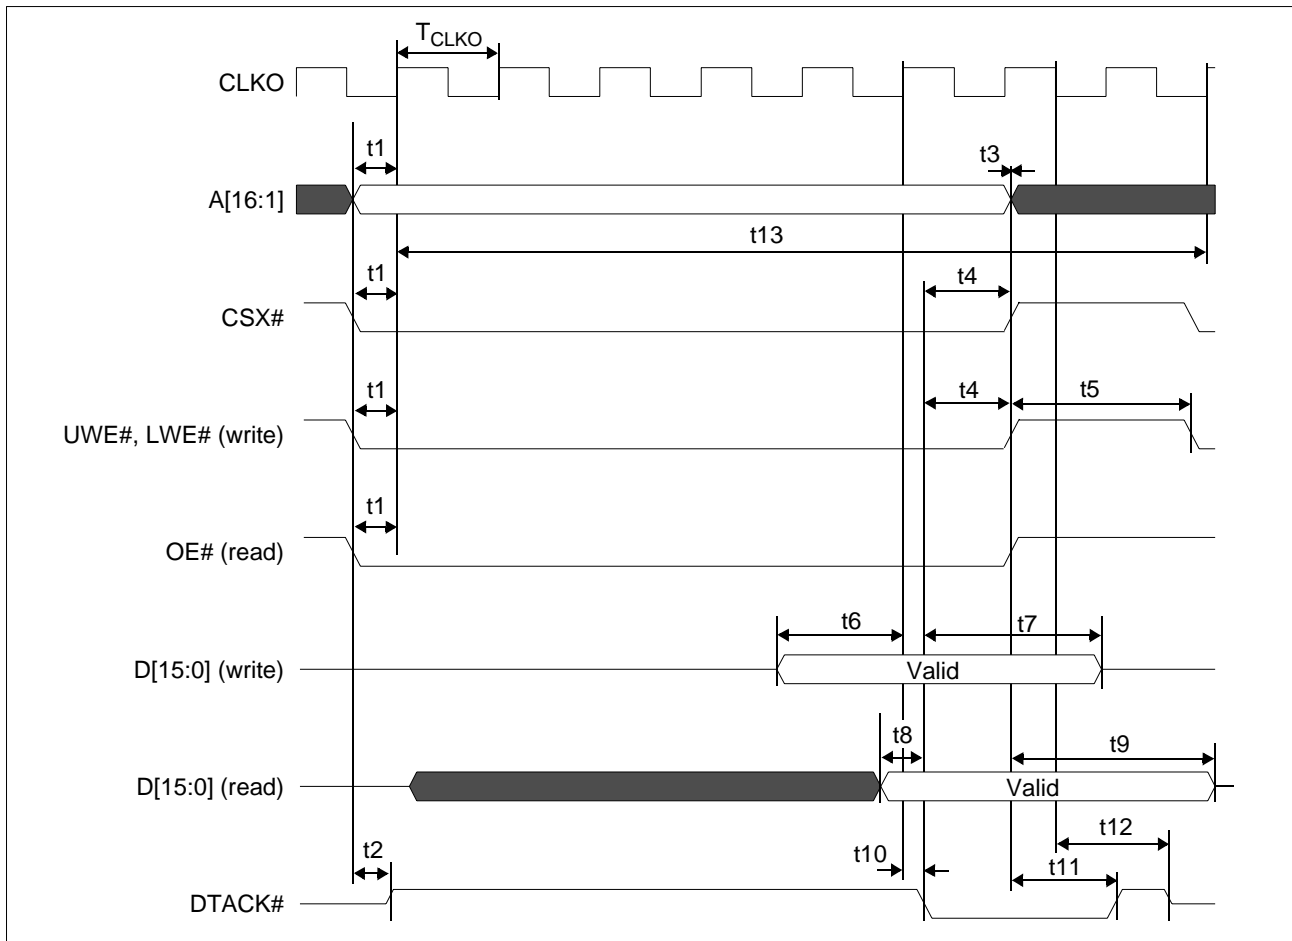 T_CLKO
CLKO
t1
t3
A[16:1]
t13
t1
t4
CSX#
t1
t4
t5
UWE#, LWE# (write)
t1
OE# (read)
t6
t7
D[15:0] (write)
Valid
t8
t9
D[15:0] (read)
Valid
t2
t10
t12
t11
DTACK#